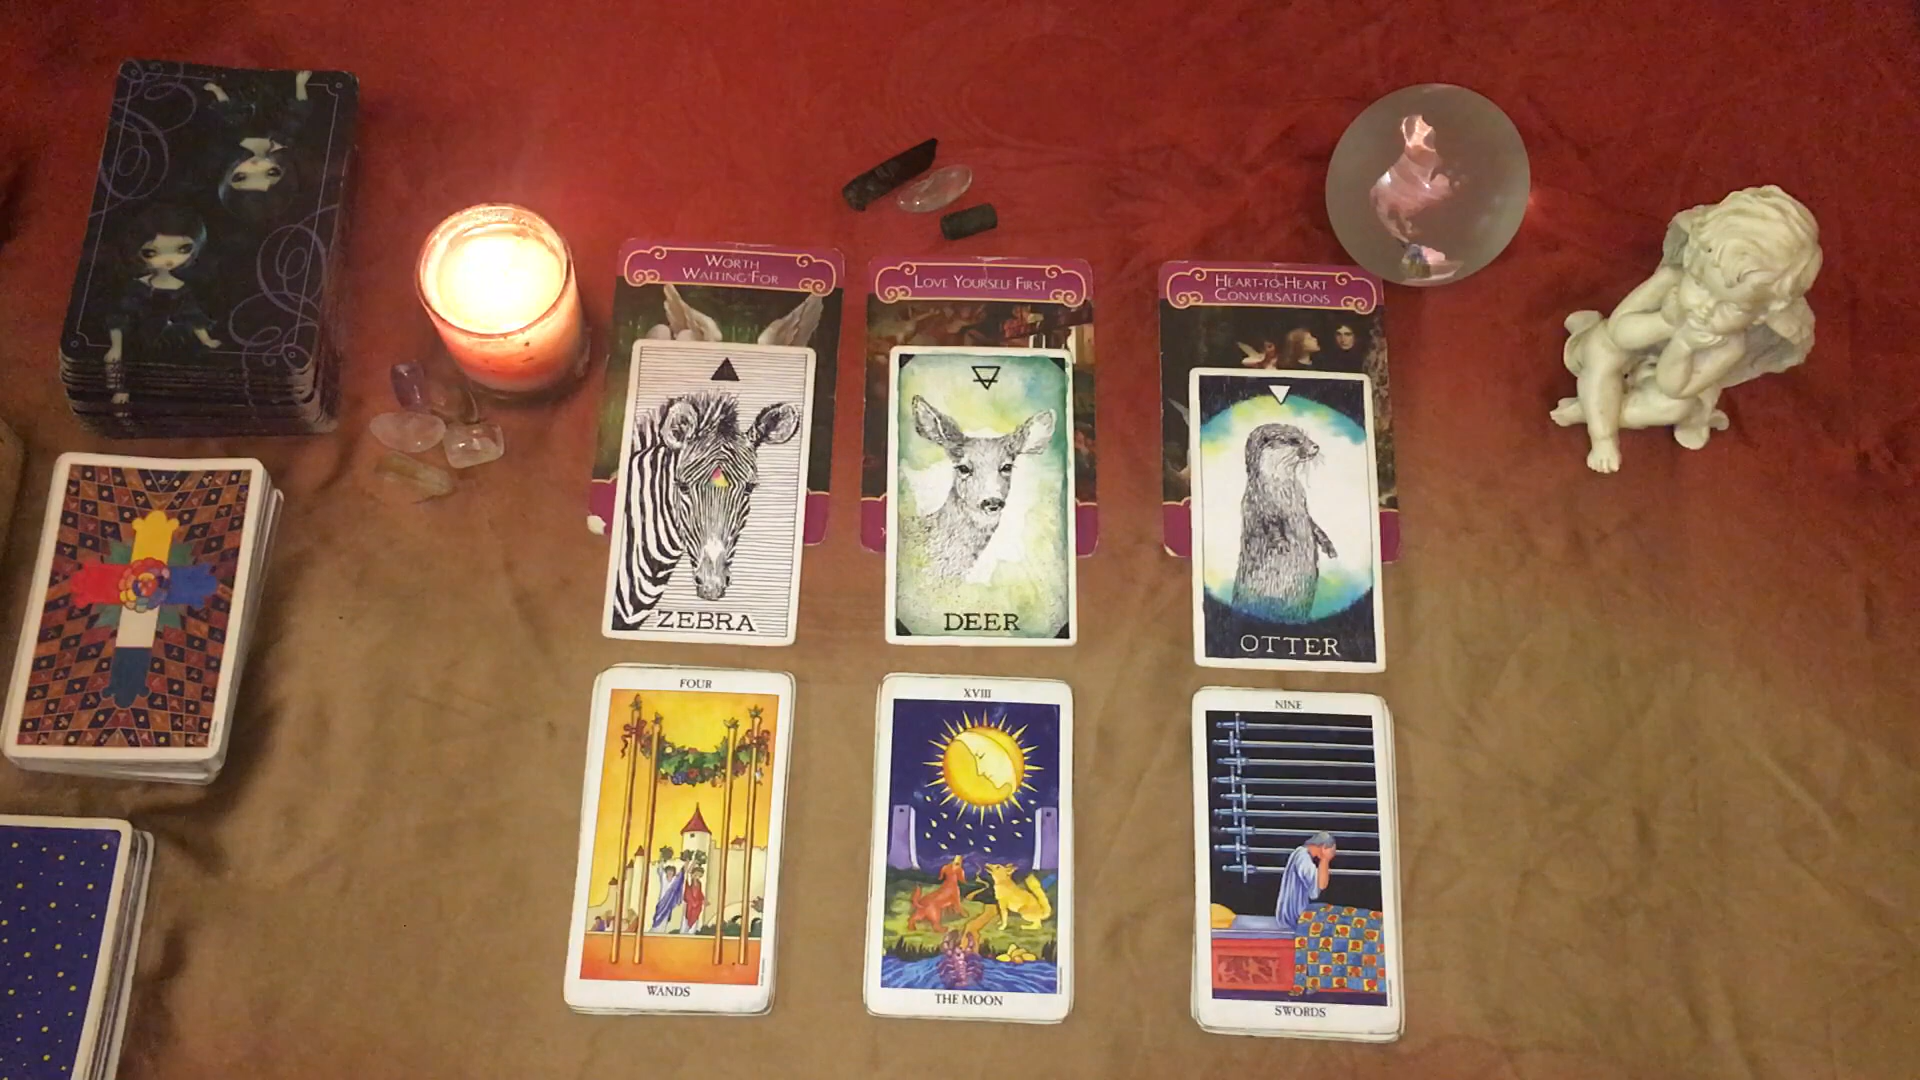 WORTH
WAITING FOR
LOVE YOURSELF FIRST
HEART-TO-HEART
CONVERSATIONS
ZEBRA
DEER
OTTER
FOUR
WANDS
XVIII
THE MOON
NINE
SWORDS